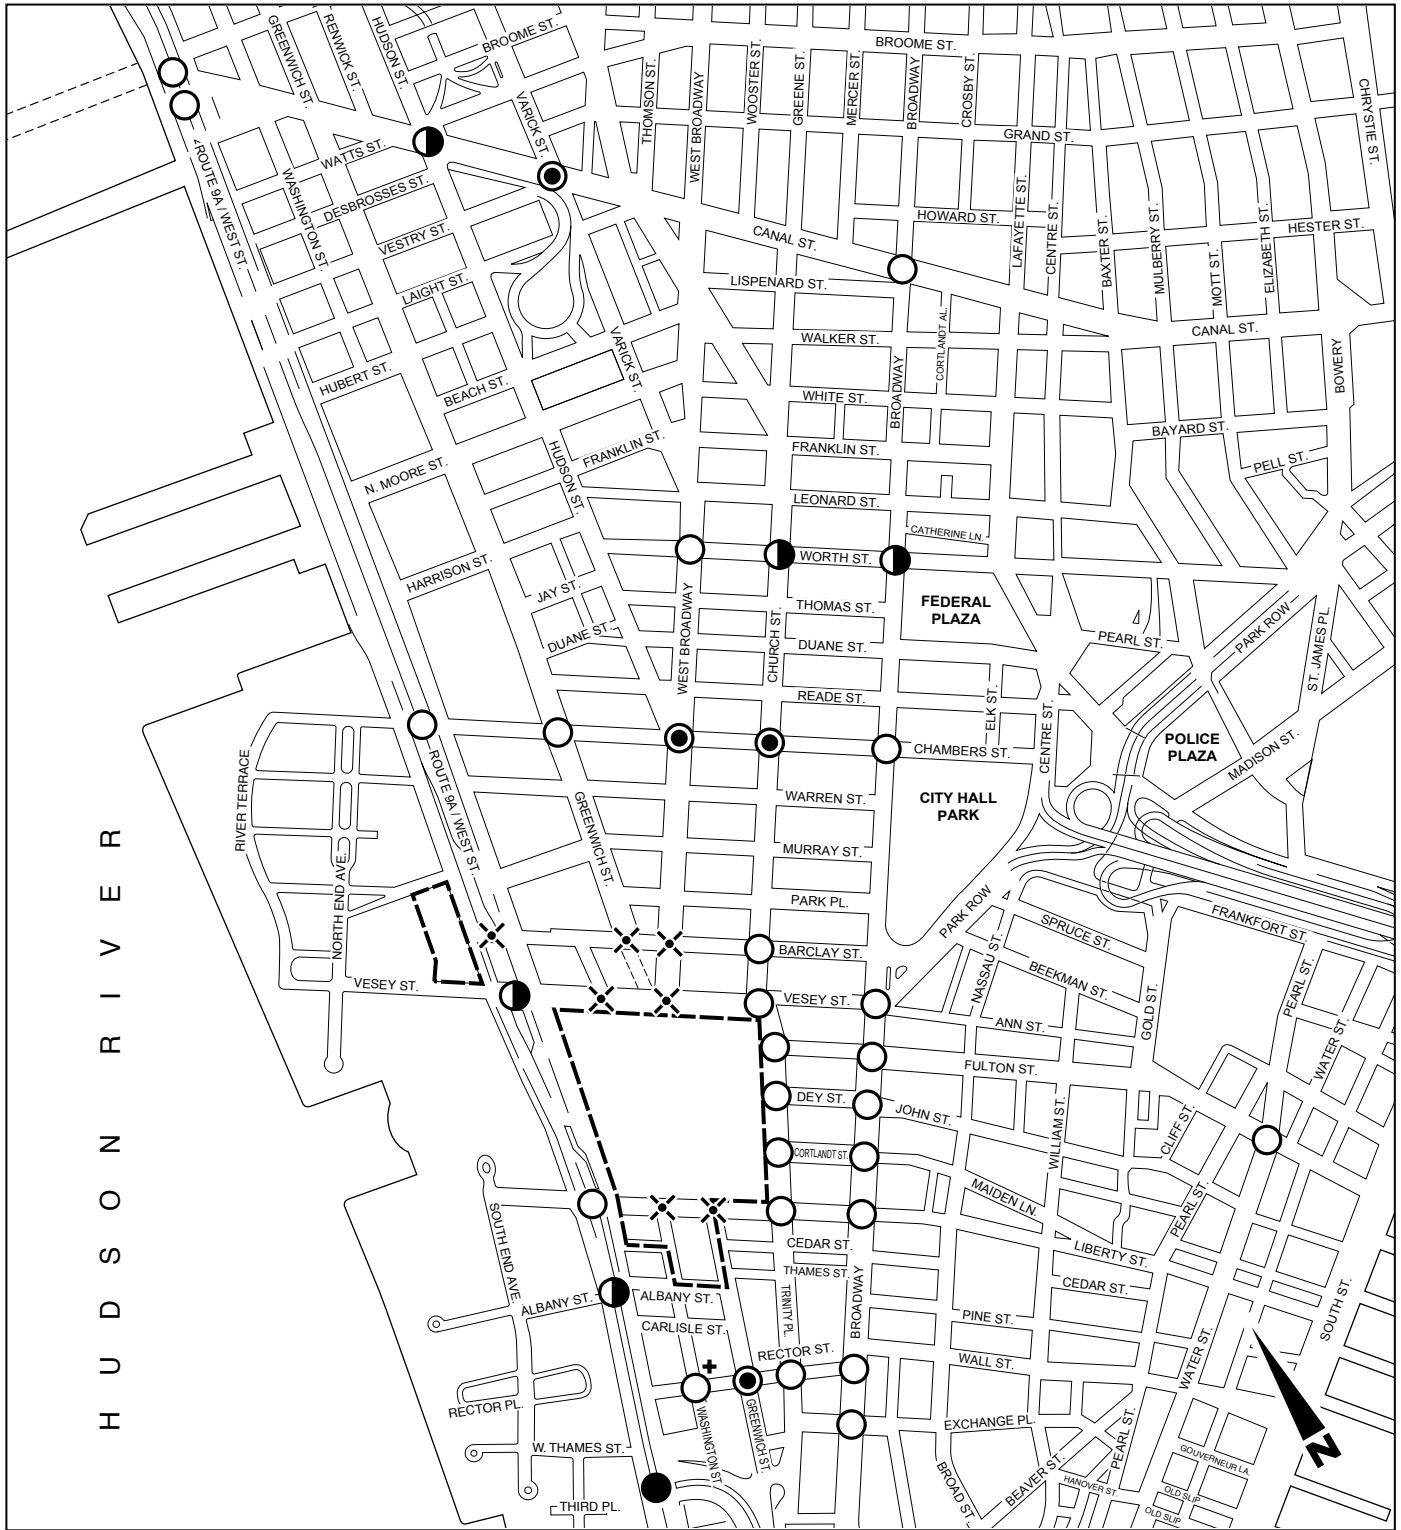 GREENWICH ST.
RENWICK ST.
HUDSON ST.
BROOME ST.
VARICK ST.
THOMSON ST.
WEST BROADWAY
WOOSTER ST.
GREENE ST.
MERCER ST.
BROADWAY
CROSBY ST.
BROOME ST.
GRAND ST.
CHRYSTIE ST.
ROUTE 9A / WEST ST.
WASHINGTON ST.
WATTS ST.
DESBROSSES ST.
VESTRY ST.
LAIGHT ST.
CANAL ST.
HOWARD ST.
LAFAYETTE ST.
CENTRE ST.
BAXTER ST.
MULBERRY ST.
MOTT ST.
ELIZABETH ST.
HESTER ST.
LISPENARD ST.
WALKER ST.
CORTLANDT AL.
CANAL ST.
BOWERY
HUBERT ST.
BEACH ST.
VARICK ST.
WHITE ST.
BROADWAY
BAYARD ST.
PELL ST.
N. MOORE ST.
HUDSON ST.
FRANKLIN ST.
FRANKLIN ST.
LEONARD ST.
CATHERINE LN.
HARRISON ST.
JAY ST.
DUANE ST.
WORTH ST.
WEST BROADWAY
CHURCH ST.
THOMAS ST.
DUANE ST.
FEDERAL
PLAZA
PEARL ST.
PARK ROW
ST. JAMES PL.
READE ST.
ELK ST.
CENTRE ST.
CHAMBERS ST.
POLICE
PLAZA
MADISON ST.
RIVER TERRACE
ROUTE 9A / WEST ST.
GREENWICH ST.
WARREN ST.
CITY HALL
PARK
MURRAY ST.
PARK PL.
PARK ROW
NORTH END AVE.
BARCLAY ST.
SPRUCE ST.
FRANKFORT ST
NASSAU ST.
BEEKMAN ST.
VESEY ST.
VESEY ST.
ANN ST.
GOLD ST.
PEARL ST.
WATER ST.
FULTON ST.
DEY ST.
JOHN ST.
WILLIAM ST.
CLIFF ST.
CORTLANDT ST.
MAIDEN LN.
PEARL ST.
HUDSON RIVER
SOUTH END AVE.
CEDAR ST.
LIBERTY ST.
THAMES ST.
CEDAR ST.
ALBANY ST.
ALBANY ST.
TRINITY PL.
BROADWAY
PINE ST.
SOUTH ST.
CARLISLE ST.
RECTOR ST.
WALL ST.
WATER ST.
RECTOR PL.
WASHINGTON ST
GREENWICH ST.
EXCHANGE PL.
PEARL ST.
W. THAMES ST.
BROAD ST.
BEAVER ST.
HANOVER ST.
GOUVERNEUR LA.
OLD SLIP
OLD SLIP
THIRD PL.
N